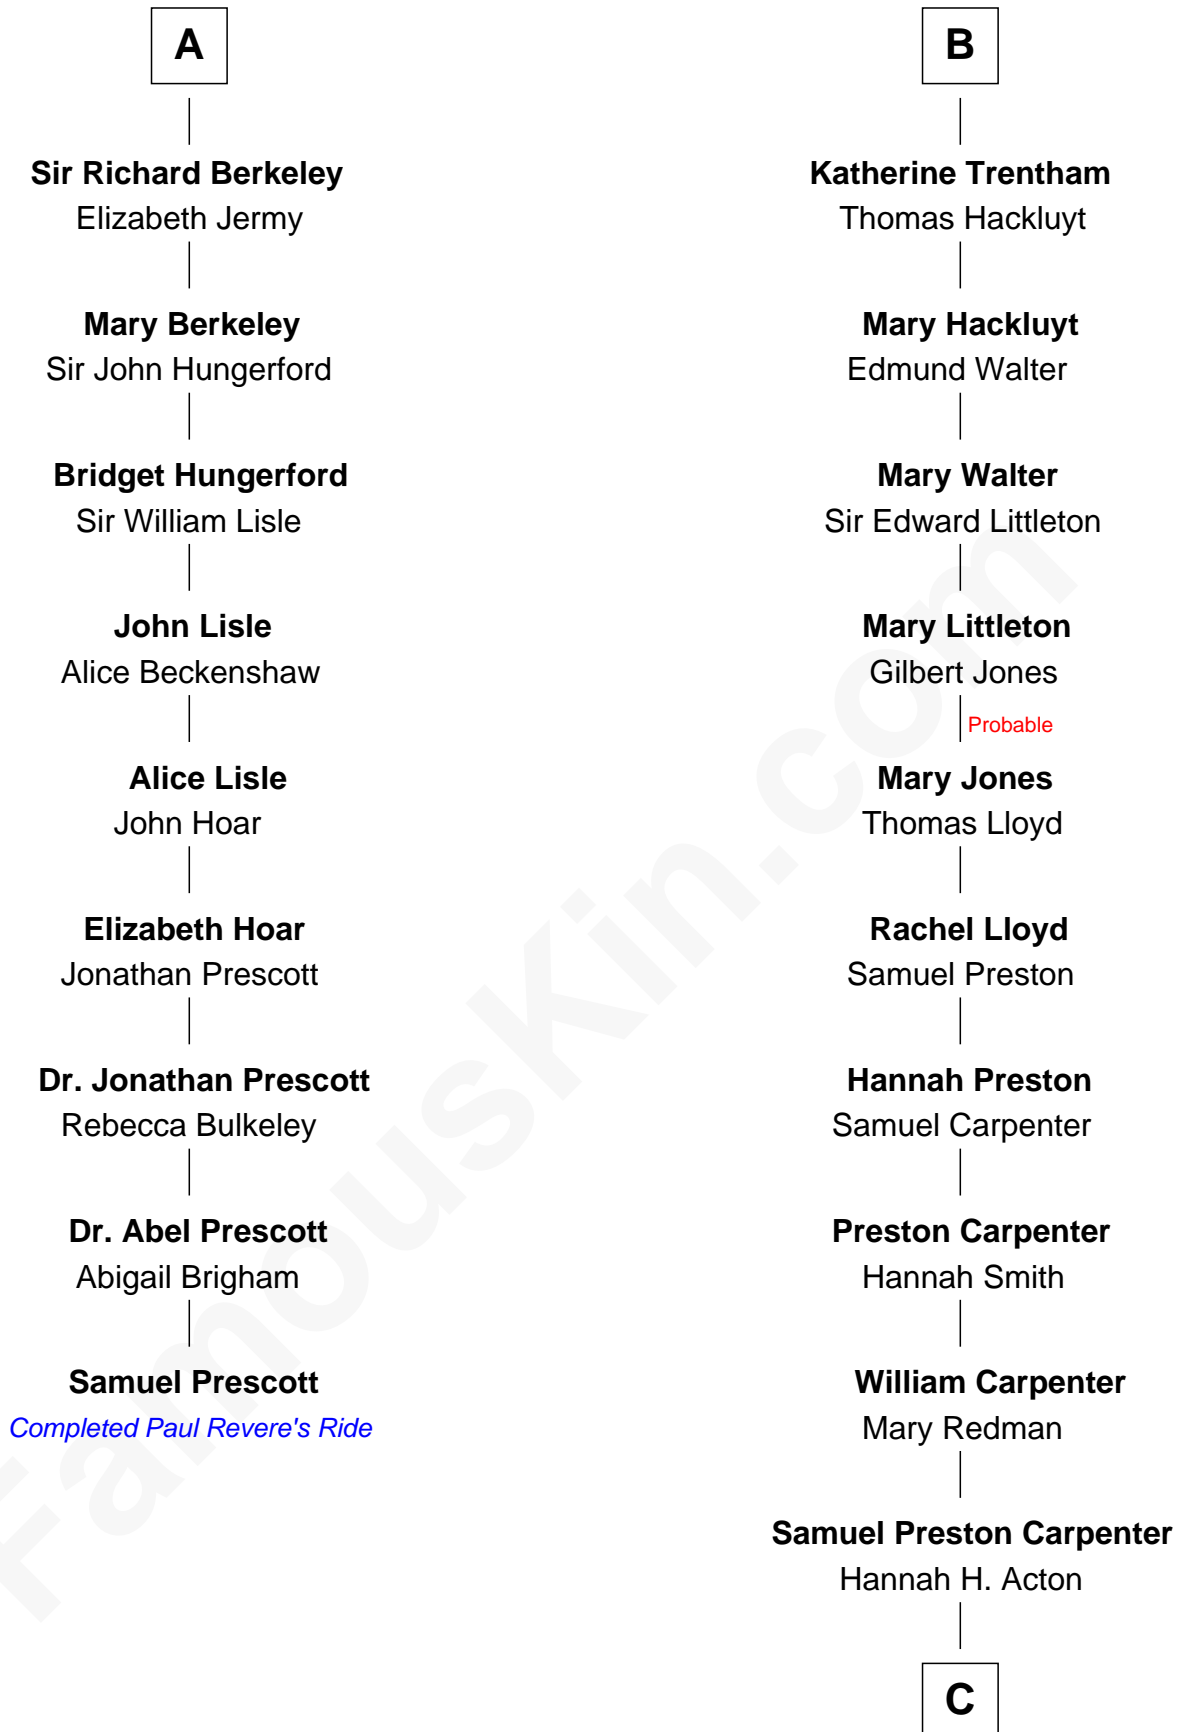 A
Sir Richard Berkeley
Elizabeth Jermy
Mary Berkeley
Sir John Hungerford
Bridget Hungerford
Sir William Lisle
John Lisle
Alice Beckenshaw
Alice Lisle
John Hoar
Elizabeth Hoar
Jonathan Prescott
Dr. Jonathan Prescott
Rebecca Bulkeley
Dr. Abel Prescott
Abigail Brigham
Samuel Prescott
Completed Paul Revere's Ride
B
Katherine Trentham
Thomas Hackluyt
Mary Hackluyt
Edmund Walter
Mary Walter
Sir Edward Littleton
Mary Littleton
Gilbert Jones
Probable
Mary Jones
Thomas Lloyd
Rachel Lloyd
Samuel Preston
Hannah Preston
Samuel Carpenter
Preston Carpenter
Hannah Smith
William Carpenter
Mary Redman
Samuel Preston Carpenter
Hannah H. Acton
C
FamousKin.com